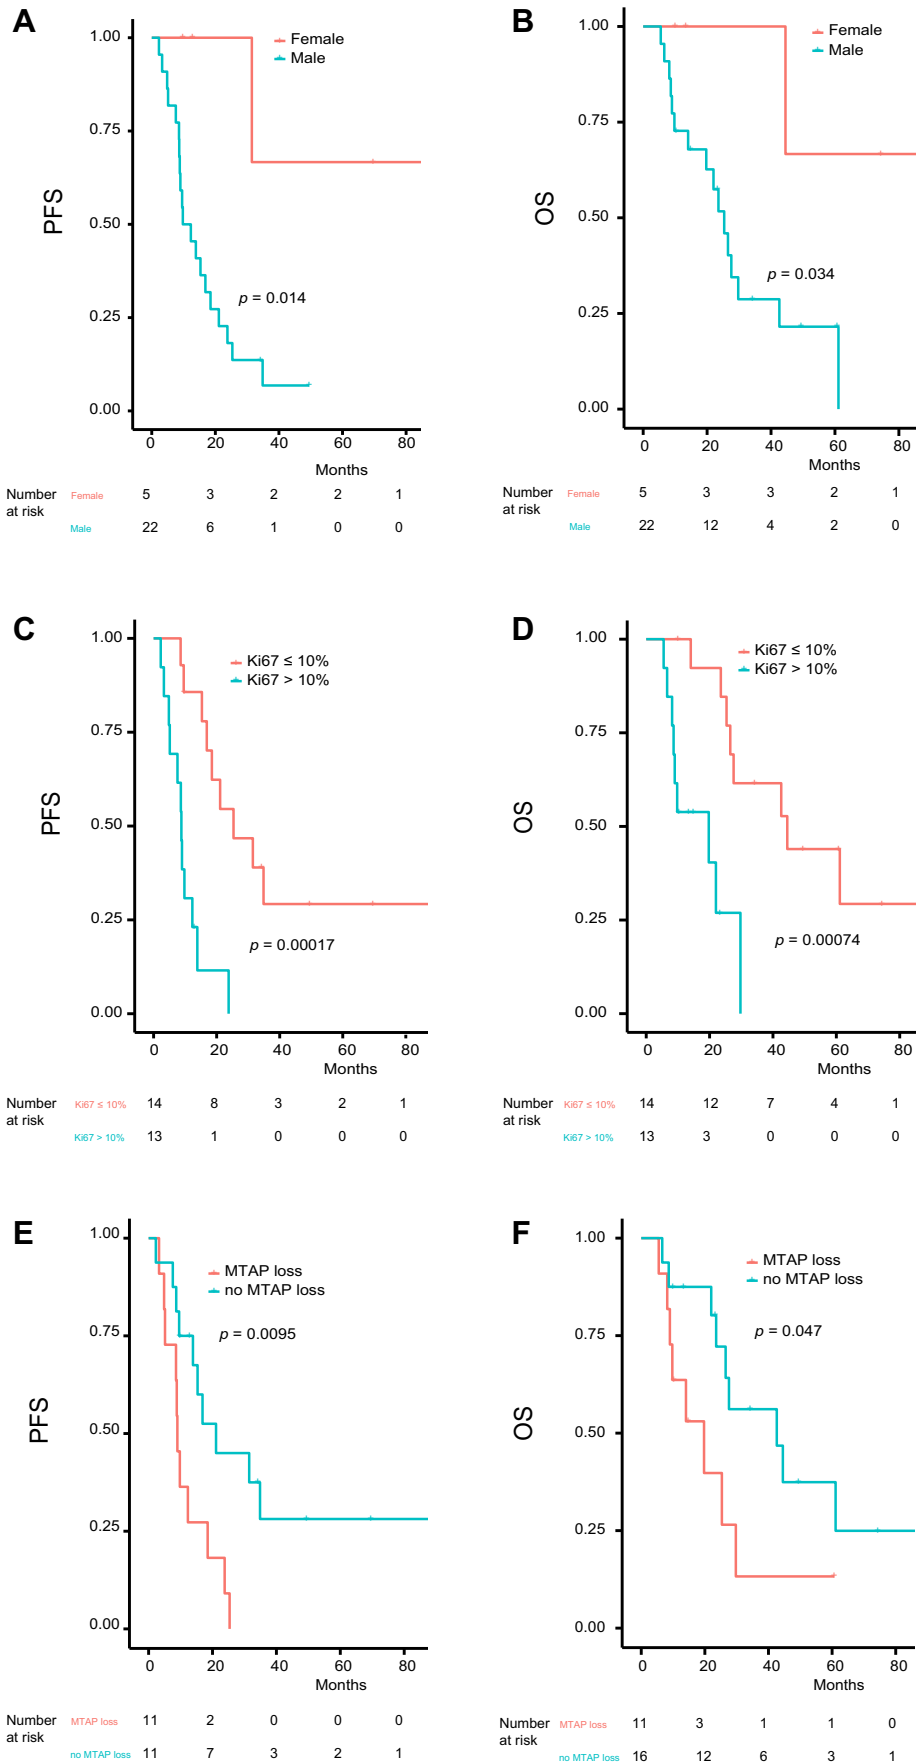 A
1.00
0.75
0.50
0.25
0.00
PFS
Female
Male
p = 0.014
0 20 40 60 80
Months
Number at risk
Female 5 3 2 2 1
Male 22 6 1 0 0
B
1.00
0.75
0.50
0.25
0.00
OS
Female
Male
p = 0.034
0 20 40 60 80
Months
Number at risk
Female 5 3 3 2 1
Male 22 12 4 2 0
C
1.00
0.75
0.50
0.25
0.00
PFS
Ki67 ≤ 10%
Ki67 > 10%
p = 0.00017
0 20 40 60 80
Months
Number at risk
Ki67 ≤ 10% 14 8 3 2 1
Ki67 > 10% 13 1 0 0 0
D
1.00
0.75
0.50
0.25
0.00
OS
Ki67 ≤ 10%
Ki67 > 10%
p = 0.00074
0 20 40 60 80
Months
Number at risk
Ki67 ≤ 10% 14 12 7 4 1
Ki67 > 10% 13 3 0 0 0
E
1.00
0.75
0.50
0.25
0.00
PFS
MTAP loss
no MTAP loss
p = 0.0095
0 20 40 60 80
Months
Number at risk
MTAP loss 11 2 0 0 0
no MTAP loss 11 7 3 2 1
F
1.00
0.75
0.50
0.25
0.00
OS
MTAP loss
no MTAP loss
p = 0.047
0 20 40 60 80
Months
Number at risk
MTAP loss 11 3 1 1 0
no MTAP loss 16 12 6 3 1